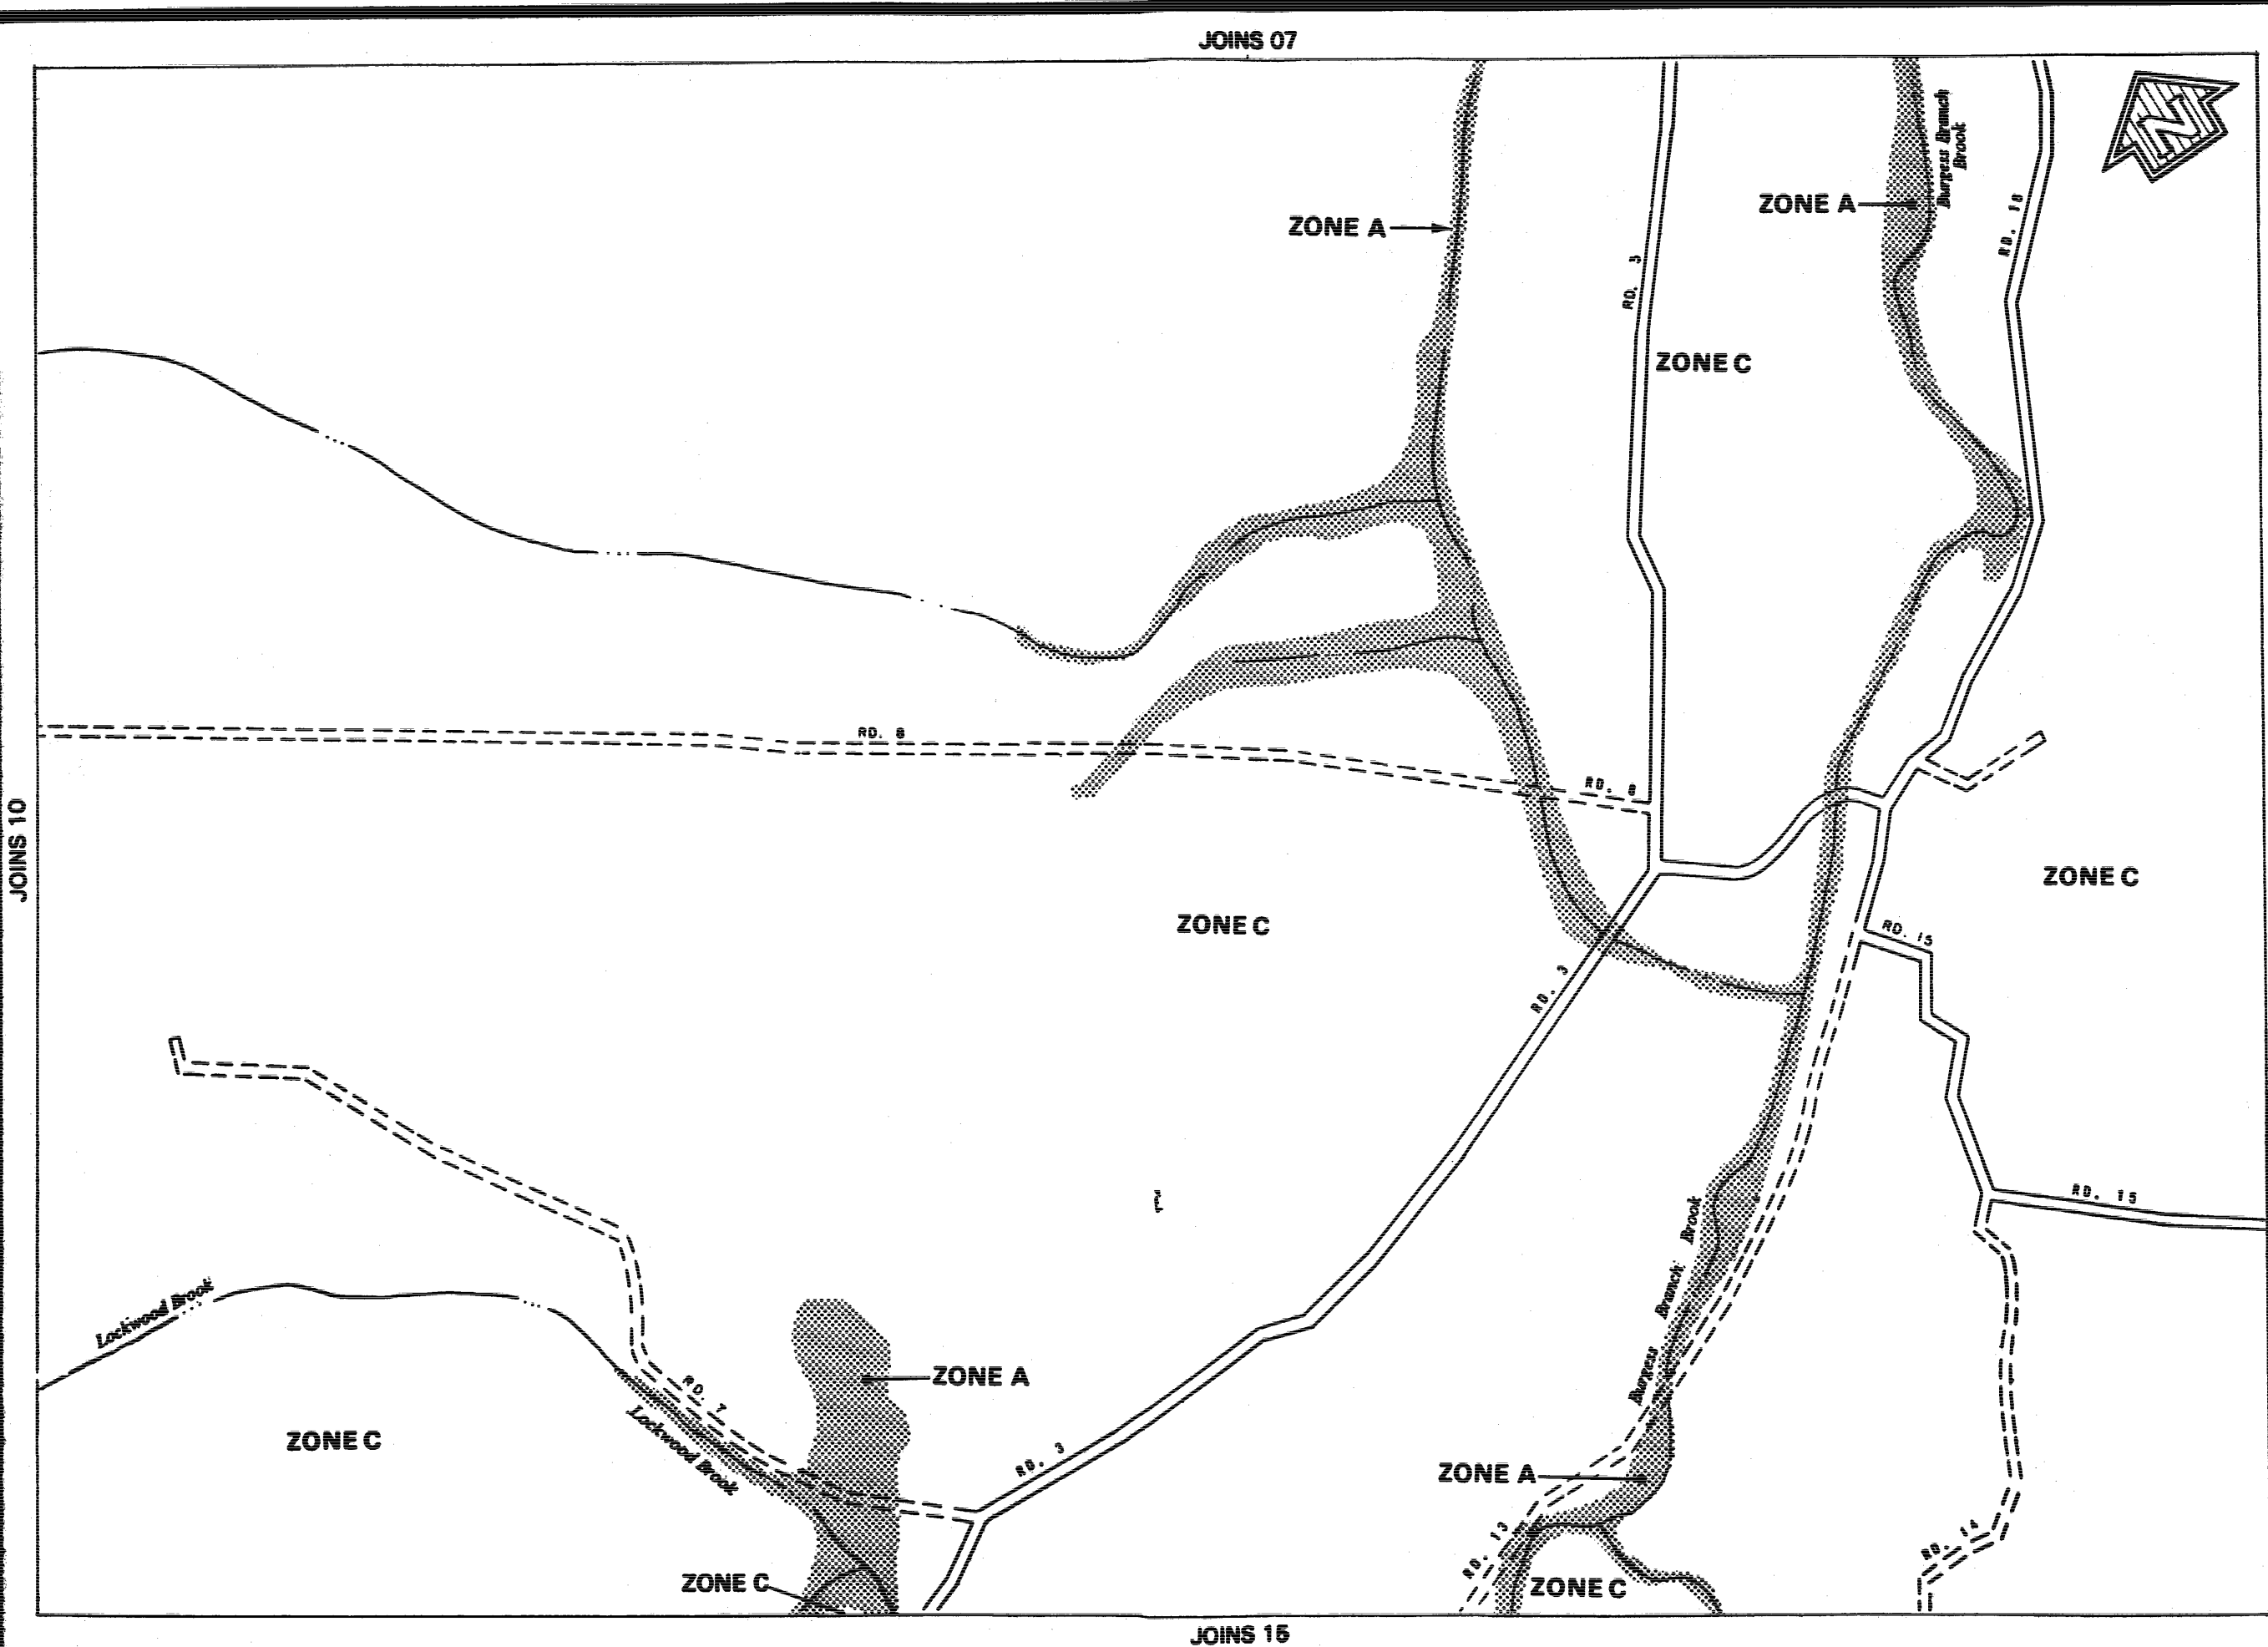 JOINS 07
N
Burgess Branch
Brook
ZONE A
ZONE A
RD. 18
RD. 3
ZONE C
RD. 8
RD. 8
JOINS 10
ZONE C
ZONE C
RD. 15
RD. 3
RD. 15
Burgess Branch Brook
Lockwood Brook
ZONE A
RD. 7
Lockwood Brook
ZONE C
RD. 3
ZONE A
RD. 13
RD. 14
ZONE C
ZONE C
JOINS 15